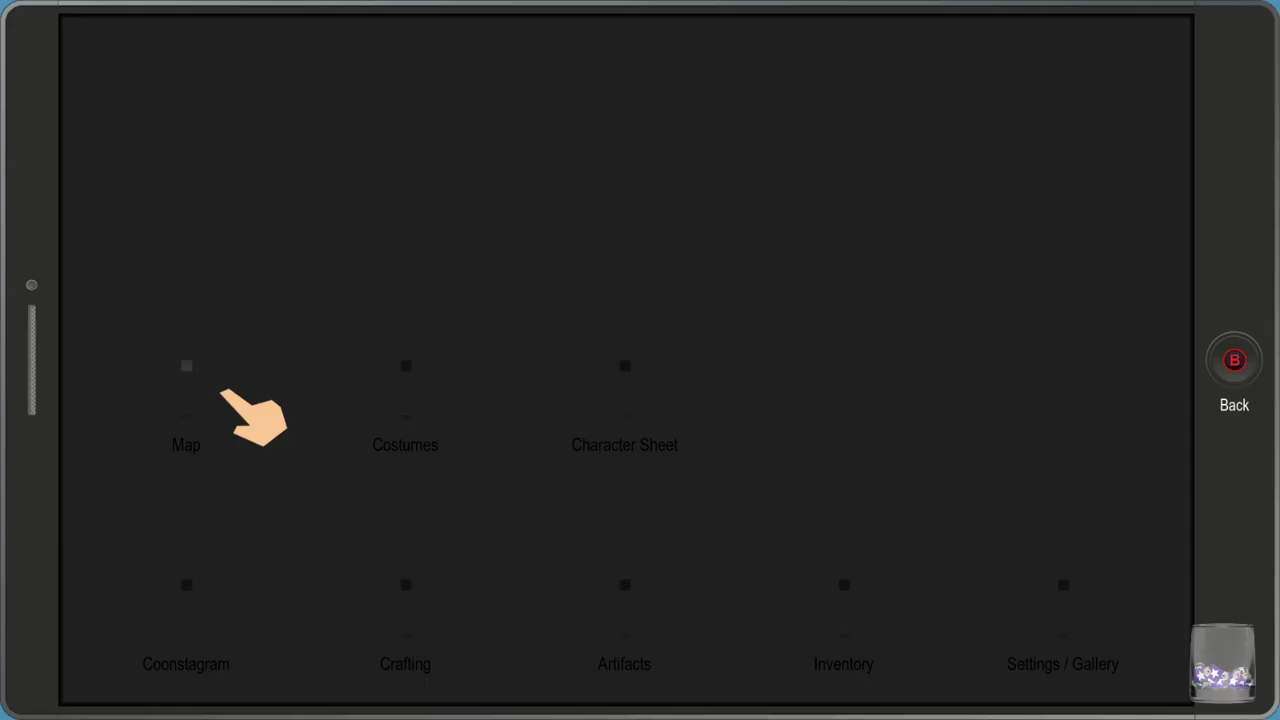 B
Back
Map
Costumes
Character Sheet
Coonstagram
Crafting
Artifacts
Inventory
Settings / Gallery